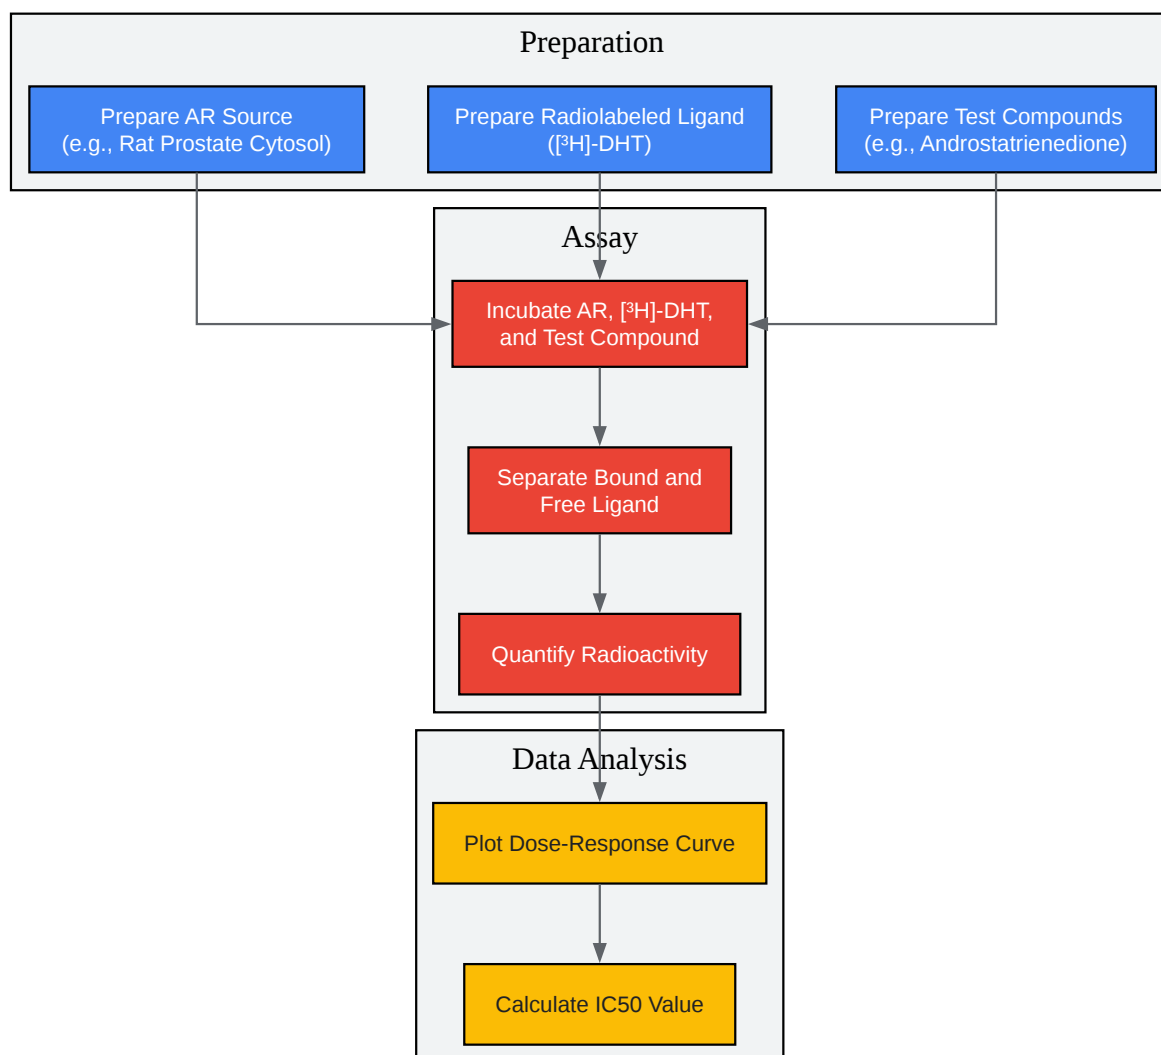 Preparation
Prepare AR Source
(e.g., Rat Prostate Cytosol)
Prepare Radiolabeled Ligand
([³H]-DHT)
Prepare Test Compounds
(e.g., Androstatrienedione)
Assay
Incubate AR, [³H]-DHT,
and Test Compound
Separate Bound and
Free Ligand
Quantify Radioactivity
Data Analysis
Plot Dose-Response Curve
Calculate IC50 Value